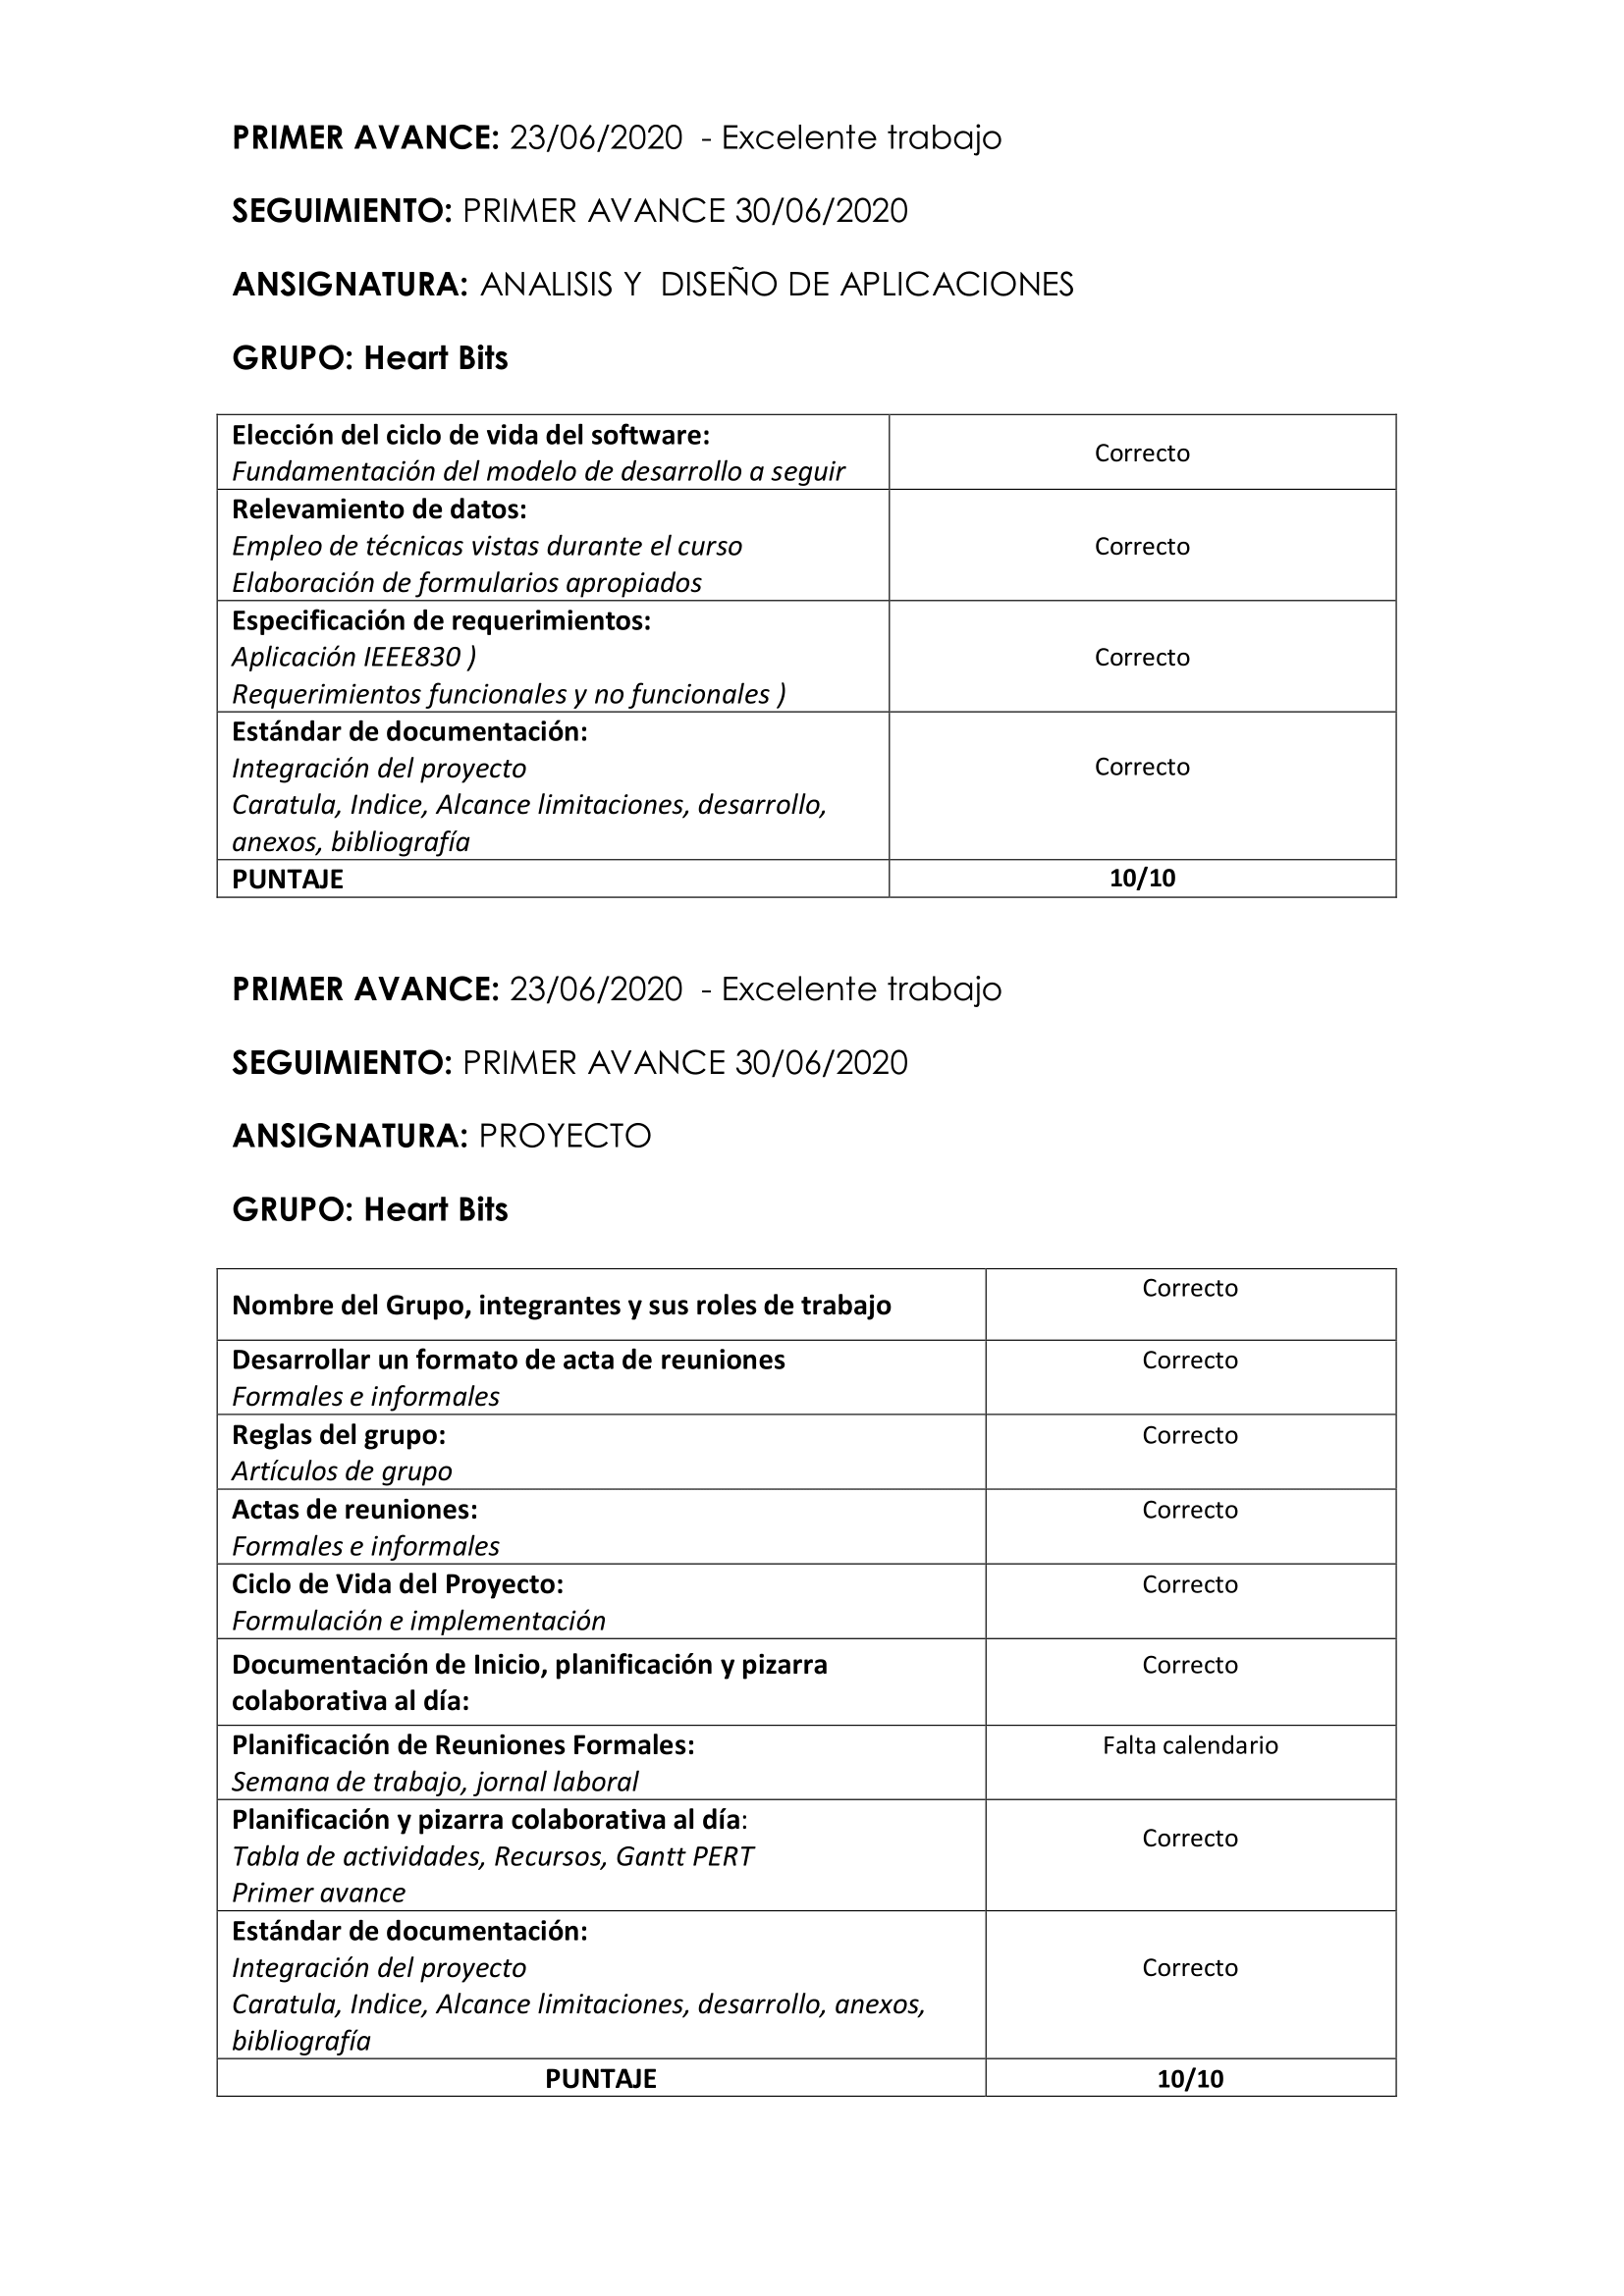 PRIMER AVANCE: 23/06/2020  - Excelente trabajo
SEGUIMIENTO: PRIMER AVANCE 30/06/2020
ANSIGNATURA: ANALISIS Y  DISEÑO DE APLICACIONES
GRUPO: Heart Bits
Elección del ciclo de vida del software:
Fundamentación del modelo de desarrollo a seguir
Correcto
Relevamiento de datos:
Empleo de técnicas vistas durante el curso
Elaboración de formularios apropiados
Correcto
Especificación de requerimientos:
Aplicación IEEE830 )
Requerimientos funcionales y no funcionales )
Correcto
Estándar de documentación:
Integración del proyecto
Caratula, Indice, Alcance limitaciones, desarrollo,
anexos, bibliografía
Correcto
PUNTAJE
10/10
PRIMER AVANCE: 23/06/2020  - Excelente trabajo
SEGUIMIENTO: PRIMER AVANCE 30/06/2020
ANSIGNATURA: PROYECTO
GRUPO: Heart Bits
Nombre del Grupo, integrantes y sus roles de trabajo
Correcto
Desarrollar un formato de acta de reuniones
Formales e informales
Correcto
Reglas del grupo:
Artículos de grupo
Correcto
Actas de reuniones:
Formales e informales
Correcto
Ciclo de Vida del Proyecto:
Formulación e implementación
Correcto
Documentación de Inicio, planificación y pizarra
colaborativa al día:
Correcto
Planificación de Reuniones Formales:
Semana de trabajo, jornal laboral
Falta calendario
Planificación y pizarra colaborativa al día:
Tabla de actividades, Recursos, Gantt PERT
Primer avance
Correcto
Estándar de documentación:
Integración del proyecto
Caratula, Indice, Alcance limitaciones, desarrollo, anexos,
bibliografía
Correcto
PUNTAJE
10/10